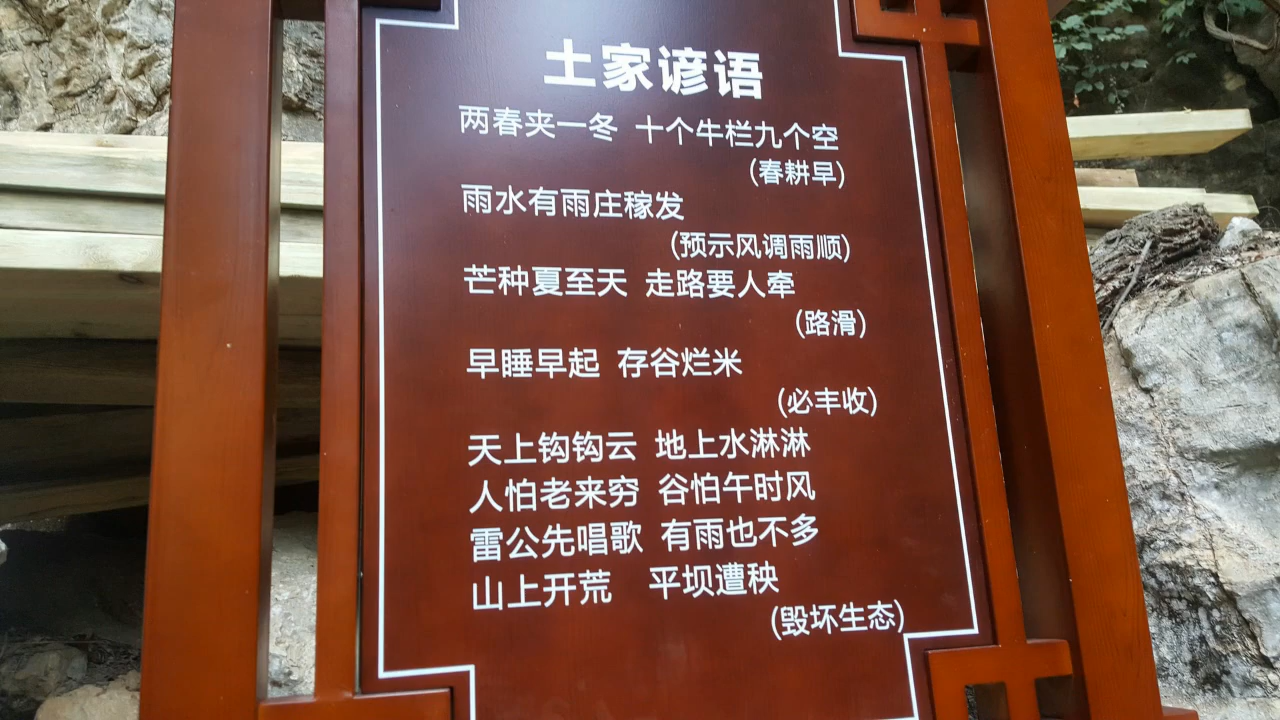 土家谚语
两春夹一冬 十个牛栏九个空
(春耕早)
雨水有雨庄稼发
(预示风调雨顺)
芒种夏至天 走路要人牵
(路滑)
早睡早起 存谷烂米
(必丰收)
天上钩钩云 地上水淋淋
人怕老来穷 谷怕午时风
雷公先唱歌 有雨也不多
山上开荒 平坝遭秧
(毁坏生态)